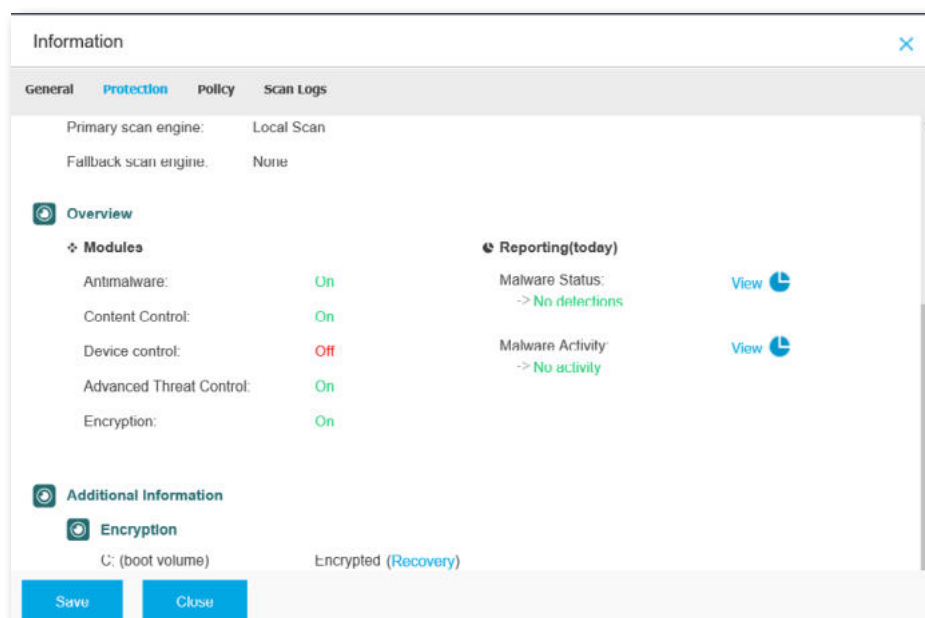 Information
General Protection Policy Scan Logs
Primary scan engine: Local Scan
Fallback scan engine: None
Overview
Modules
Antimalware: On
Content Control: On
Device control: Off
Advanced Threat Control: On
Encryption: On
Reporting(today)
Malware Status: View
-> No detections
Malware Activity: View
-> No activity
Additional Information
Encryption
C: (boot volume) Encrypted (Recovery)
Save Close